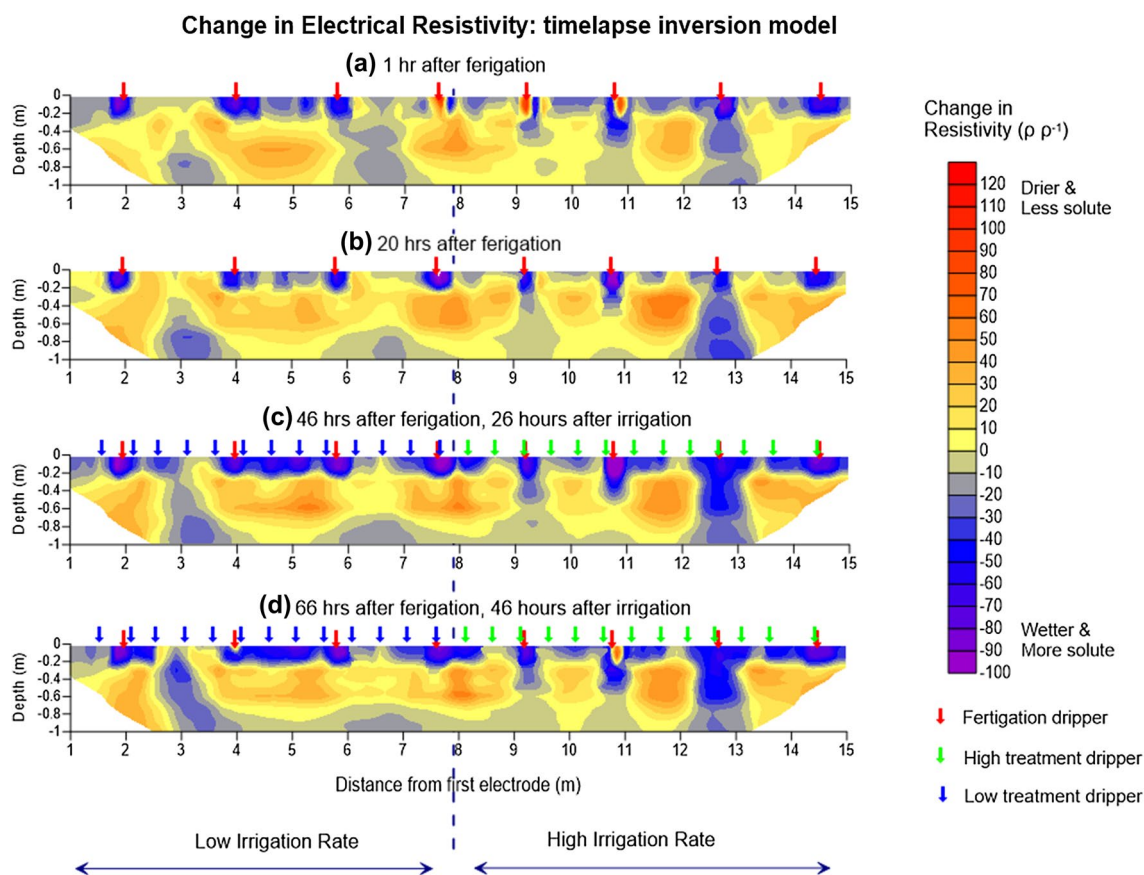 Change in Electrical Resistivity: timelapse inversion model
(a) 1 hr after ferigation
0
-0.2
-0.4
-0.6
-0.8
-1
Depth (m)
1 2 3 4 5 6 7 8 9 10 11 12 13 14 15
(b) 20 hrs after ferigation
0
-0.2
-0.4
-0.6
-0.8
-1
Depth (m)
1 2 3 4 5 6 7 8 9 10 11 12 13 14 15
(c) 46 hrs after ferigation, 26 hours after irrigation
0
-0.2
-0.4
-0.6
-0.8
-1
Depth (m)
1 2 3 4 5 6 7 8 9 10 11 12 13 14 15
(d) 66 hrs after ferigation, 46 hours after irrigation
0
-0.2
-0.4
-0.6
-0.8
-1
Depth (m)
1 2 3 4 5 6 7 8 9 10 11 12 13 14 15
Distance from first electrode (m)
Low Irrigation Rate
High Irrigation Rate
Change in
Resistivity (ρ ρ⁻¹)
120
110
100
90
80
70
60
50
40
30
20
10
0
-10
-20
-30
-40
-50
-60
-70
-80
-90
-100
Drier &
Less solute
Wetter &
More solute
Fertigation dripper
High treatment dripper
Low treatment dripper